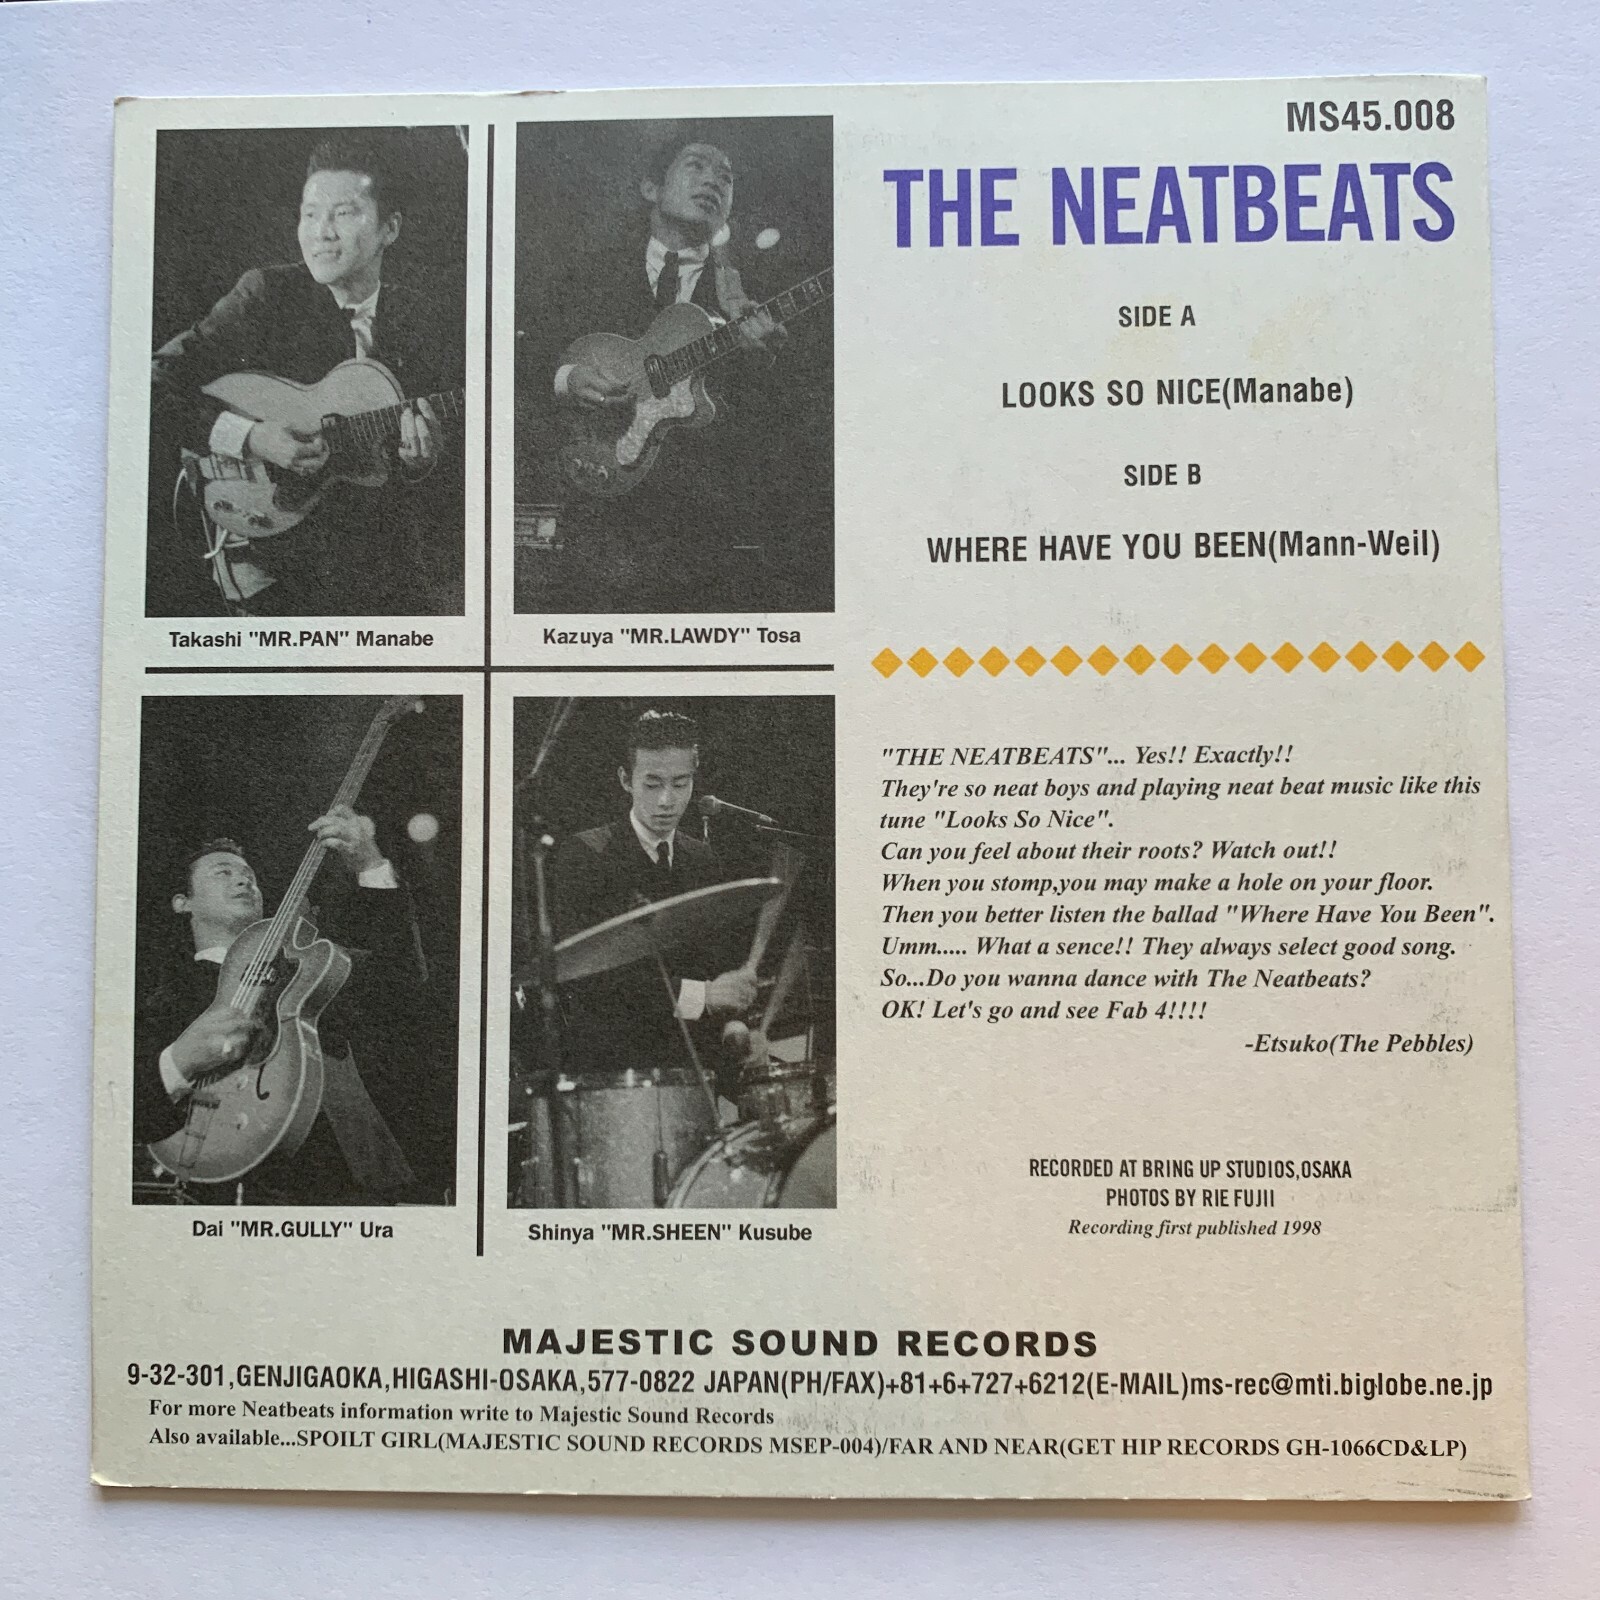 MS45.008
THE NEATBEATS
SIDE A
LOOKS SO NICE(Manabe)
SIDE B
WHERE HAVE YOU BEEN(Mann-Weil)
Takashi "MR.PAN" Manabe
Kazuya "MR.LAWDY" Tosa
Dai "MR.GULLY" Ura
Shinya "MR.SHEEN" Kusube
"THE NEATBEATS"... Yes!! Exactly!!
They're so neat boys and playing neat beat music like this
tune "Looks So Nice".
Can you feel about their roots? Watch out!!
When you stomp,you may make a hole on your floor.
Then you better listen the ballad "Where Have You Been".
Umm..... What a sence!! They always select good song.
So...Do you wanna dance with The Neatbeats?
OK! Let's go and see Fab 4!!!!
-Etsuko(The Pebbles)
RECORDED AT BRING UP STUDIOS,OSAKA
PHOTOS BY RIE FUJII
Recording first published 1998
MAJESTIC SOUND RECORDS
9-32-301,GENJIGAOKA,HIGASHI-OSAKA,577-0822 JAPAN(PH/FAX)+81+6+727+6212(E-MAIL)ms-rec@mti.biglobe.ne.jp
For more Neatbeats information write to Majestic Sound Records
Also available...SPOILT GIRL(MAJESTIC SOUND RECORDS MSEP-004)/FAR AND NEAR(GET HIP RECORDS GH-1066CD&LP)